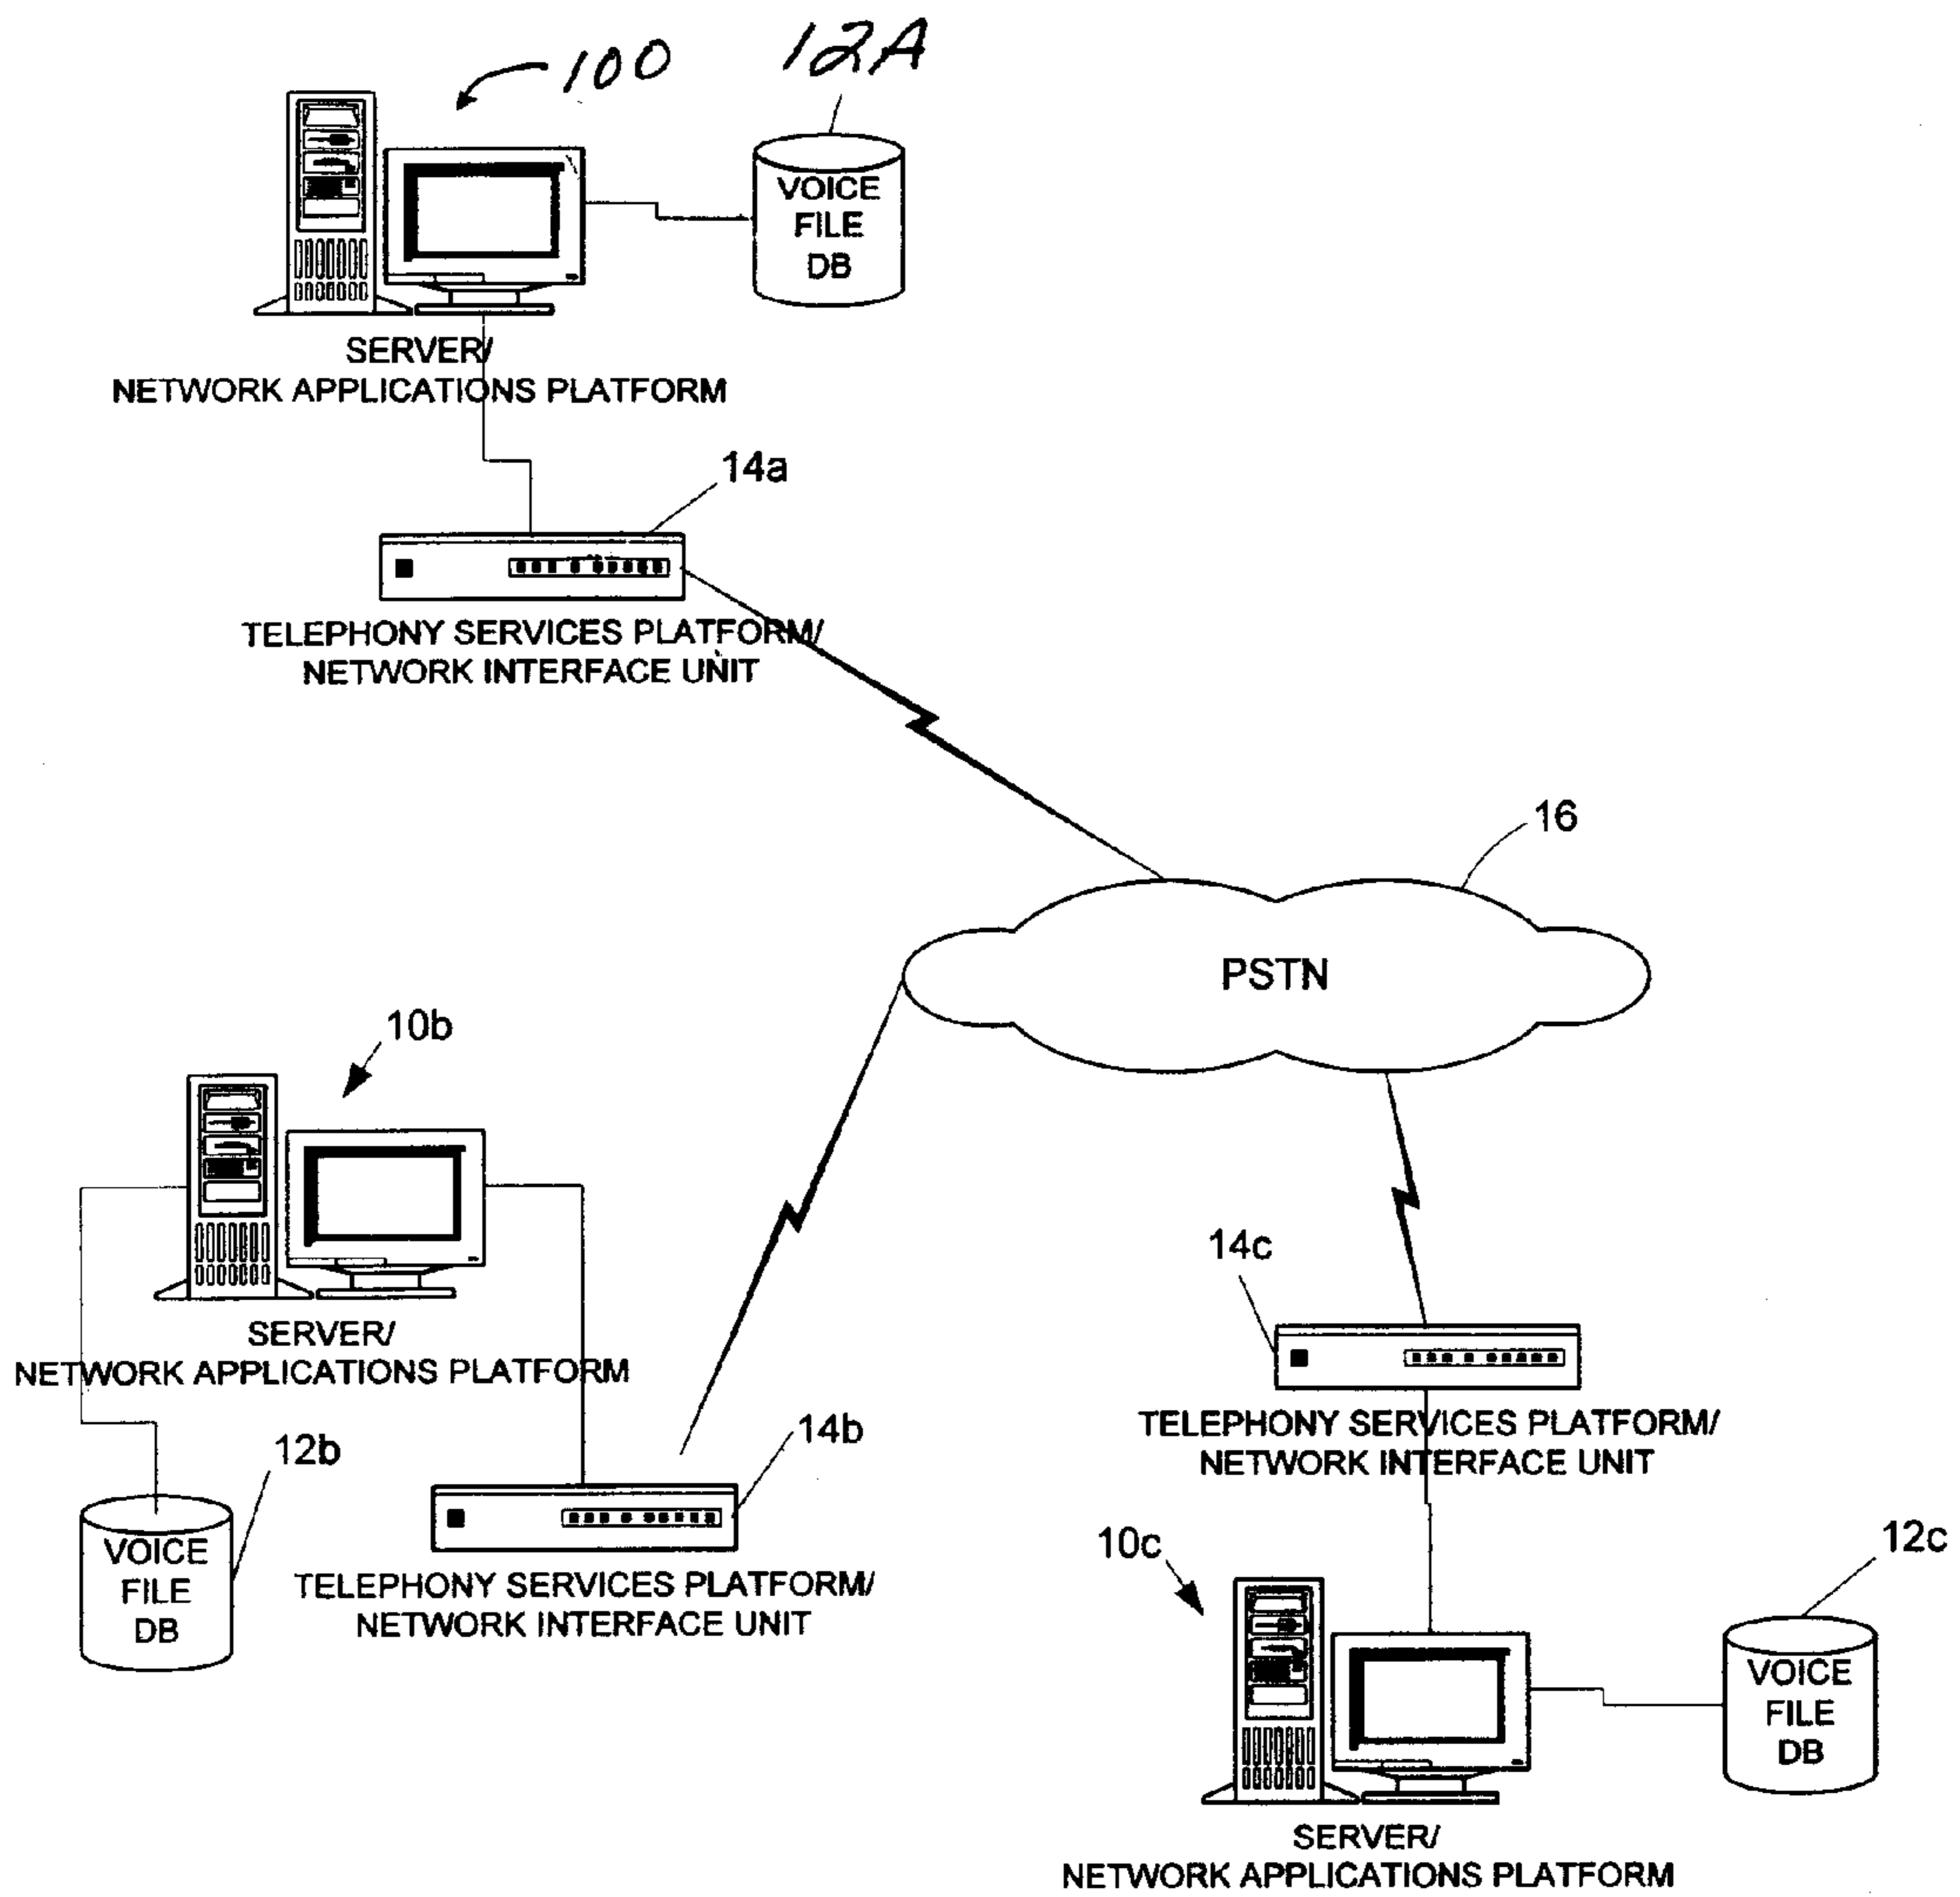 100
12A
VOICE
FILE
DB
SERVER/
NETWORK APPLICATIONS PLATFORM
14a
TELEPHONY SERVICES PLATFORM/
NETWORK INTERFACE UNIT
16
PSTN
10b
SERVER/
NETWORK APPLICATIONS PLATFORM
12b
VOICE
FILE
DB
14b
TELEPHONY SERVICES PLATFORM/
NETWORK INTERFACE UNIT
14c
TELEPHONY SERVICES PLATFORM/
NETWORK INTERFACE UNIT
10c
12c
VOICE
FILE
DB
SERVER/
NETWORK APPLICATIONS PLATFORM